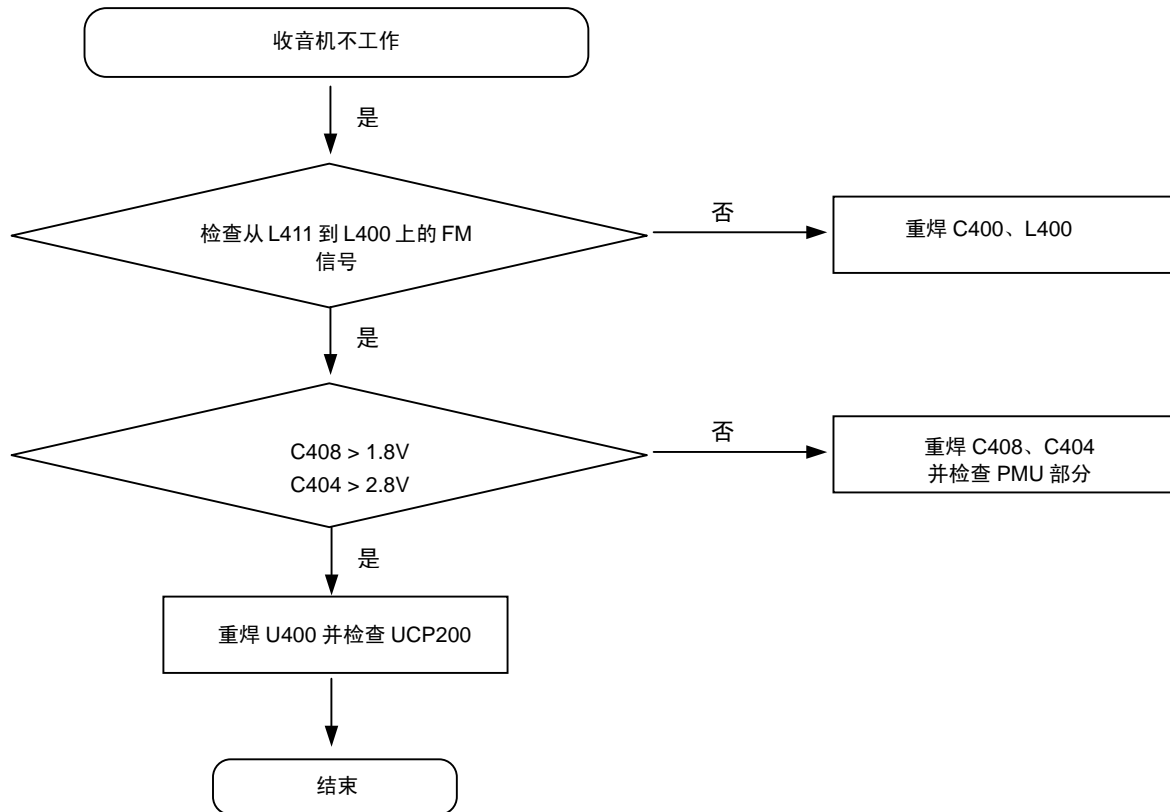 收音机不工作
是
检查从 L411 到 L400 上的 FM
信号
否
重焊 C400、L400
是
C408 > 1.8V
C404 > 2.8V
否
重焊 C408、C404
并检查 PMU 部分
是
重焊 U400 并检查 UCP200
结束